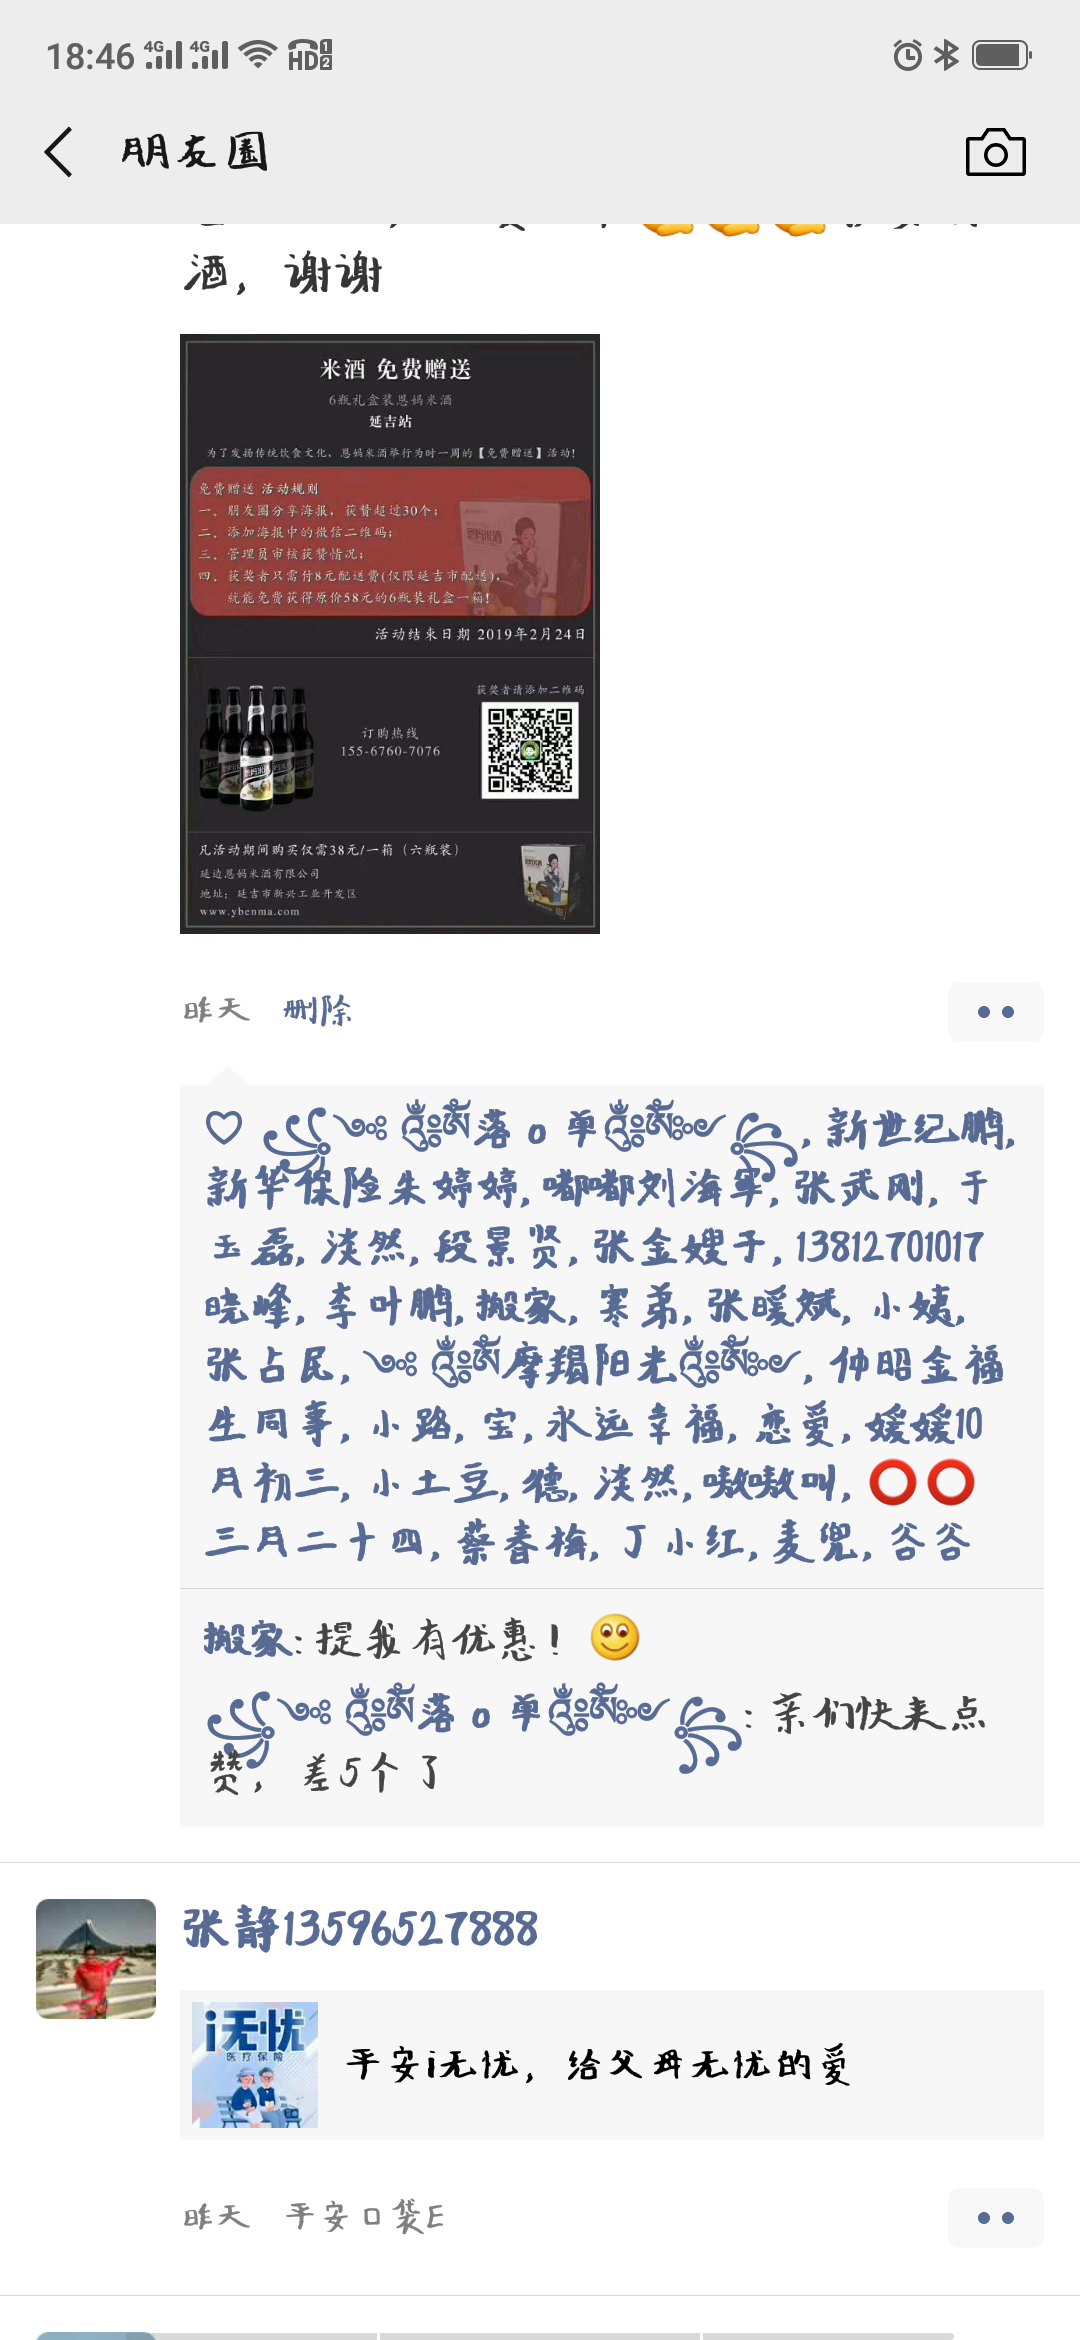 18:46 4G 4G HD 1 2
朋友圈
酒，谢谢
米酒 免费赠送
6瓶礼盒装恩妈米酒
延吉站
为了发扬传统饮食文化，恩妈米酒举行为时一周的【免费赠送】活动！
免费赠送 活动规则
一、朋友圈分享海报，获赞超过30个；
二、添加海报中的微信二维码；
三、管理员审核获赞情况；
四、获奖者只需付8元配送费(仅限延吉市配送)，
就能免费获得原价58元的6瓶装礼盒一箱！
活动结束日期 2019年2月24日
获奖者请添加二维码
订购热线
155-6760-7076
凡活动期间购买仅需38元/一箱（六瓶装）
延边恩妈米酒有限公司
地址：延吉市新兴工业开发区
www.ybenma.com
昨天 删除
落o单, 新世纪鹏,
新华保险朱婷婷, 嘟嘟刘海军, 张武刚, 于
玉磊, 淡然, 段景贤, 张金嫂子, 13812701017
晓峰, 李叶鹏, 搬家, 寒弟, 张暖斌, 小姨,
张占民, 摩羯阳光, 仲昭金福
生同事, 小路, 宝, 永远幸福, 恋爱, 媛媛10
月初三, 小土豆, 德, 淡然, 嗷嗷叫, ⭕⭕
三月二十四, 蔡春梅, 丁小红, 麦兜, 谷谷
搬家: 提我有优惠！
落o单: 亲们快来点
赞，差5个了
张静13596527888
i无忧
医疗保险
平安i无忧，给父母无忧的爱
昨天 平安口袋E